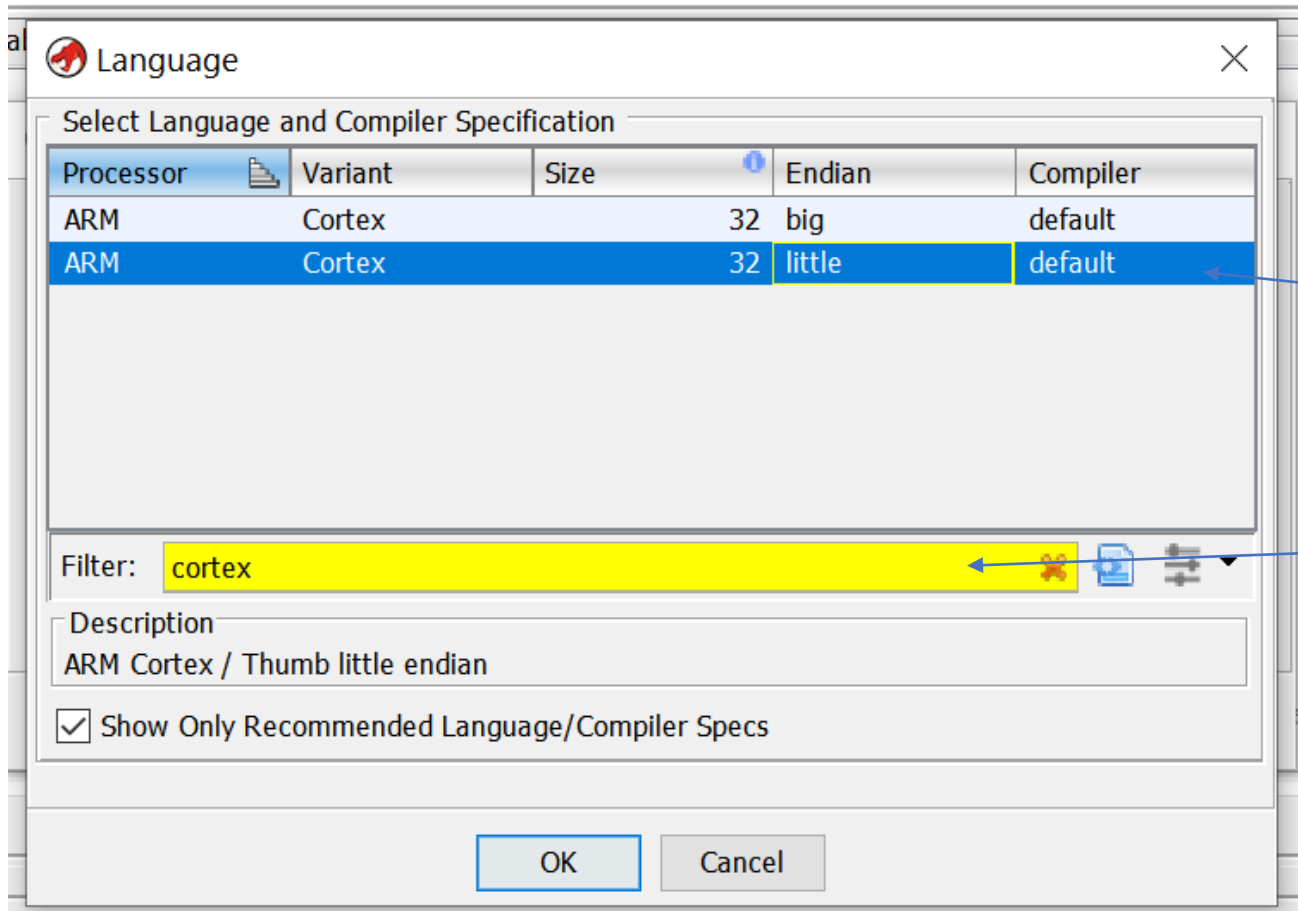 al
Language
Select Language and Compiler Specification
Processor Variant Size Endian Compiler
ARM Cortex 32 big default
ARM Cortex 32 little default
Filter: cortex
Description
ARM Cortex / Thumb little endian
Show Only Recommended Language/Compiler Specs
OK Cancel